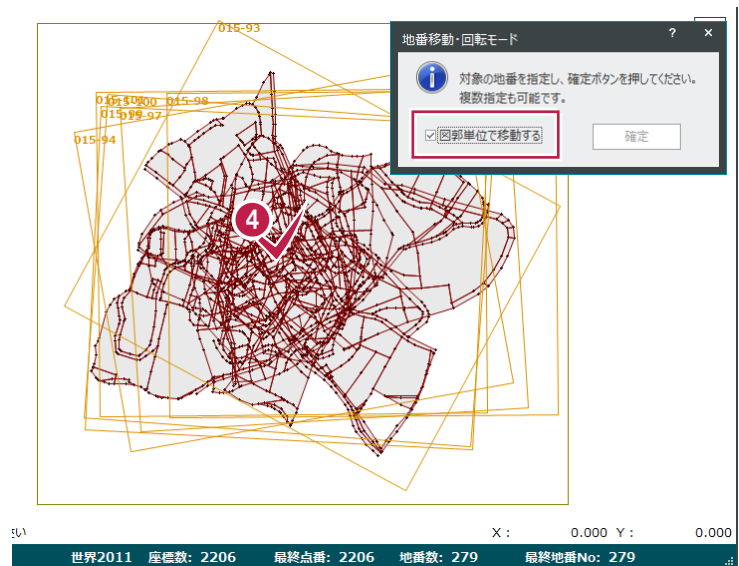 015-93
地番移動・回転モード ? ×
対象の地番を指定し、確定ボタンを押してください。
複数指定も可能です。
図郭単位で移動する
確定
015-100 015-98
015-97
015-94
4
さい
X : 0.000 Y : 0.000
世界2011 座標数: 2206 最終点番: 2206 地番数: 279 最終地番No: 279